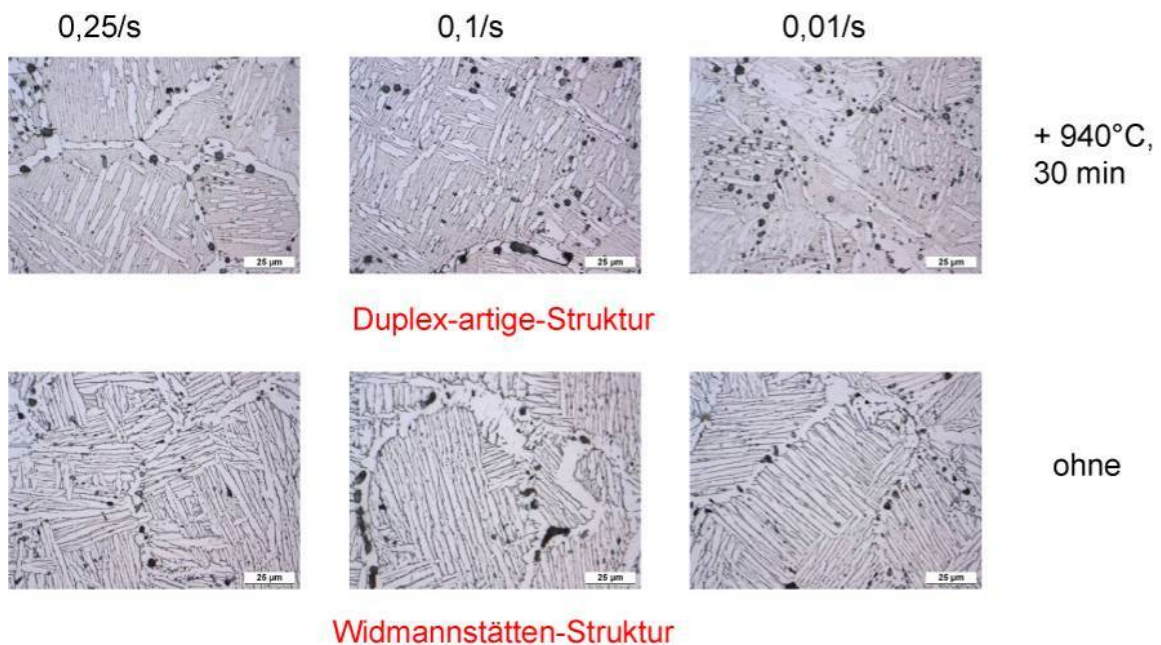 0,25/s
0,1/s
0,01/s
25 µm
25 µm
25 µm
+ 940°C,
30 min
Duplex-artige-Struktur
25 µm
25 µm
25 µm
ohne
Widmannstätten-Struktur